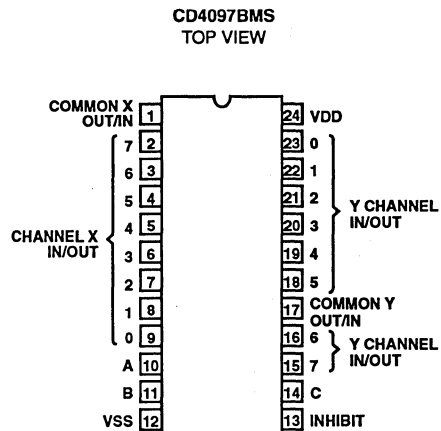 CD4097BMS
TOP VIEW
COMMON X
OUT/IN 1
24 VDD
7 2
23 0
6 3
22 1
5 4
21 2
4 5
20 3
3 6
19 4
2 7
18 5
1 8
17 COMMON Y
OUT/IN
0 9
16 6
A 10
15 7
B 11
14 C
VSS 12
13 INHIBIT
CHANNEL X
IN/OUT
Y CHANNEL
IN/OUT
Y CHANNEL
IN/OUT